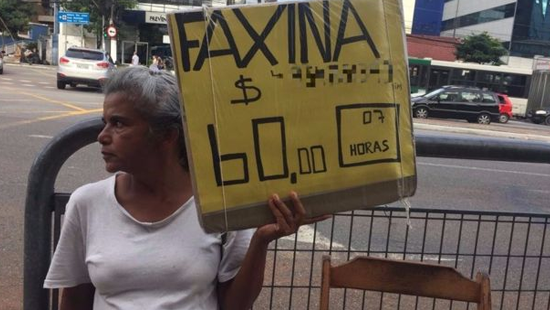 FAXINA
$
60,00
07
HORAS